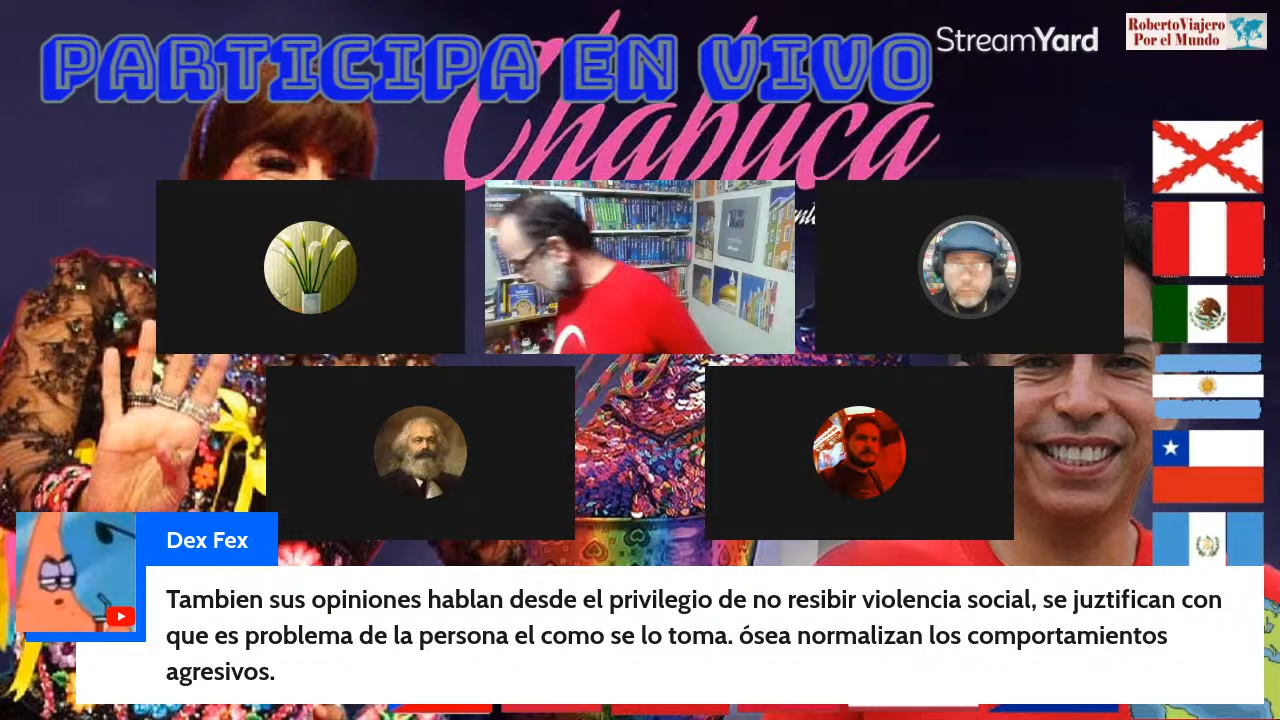 PARTICIPA EN VIVO
StreamYard
RobertoViajero
Por el Mundo
Chabuca
Dex Fex
Tambien sus opiniones hablan desde el privilegio de no resibir violencia social, se juztifican con
que es problema de la persona el como se lo toma. ósea normalizan los comportamientos
agresivos.